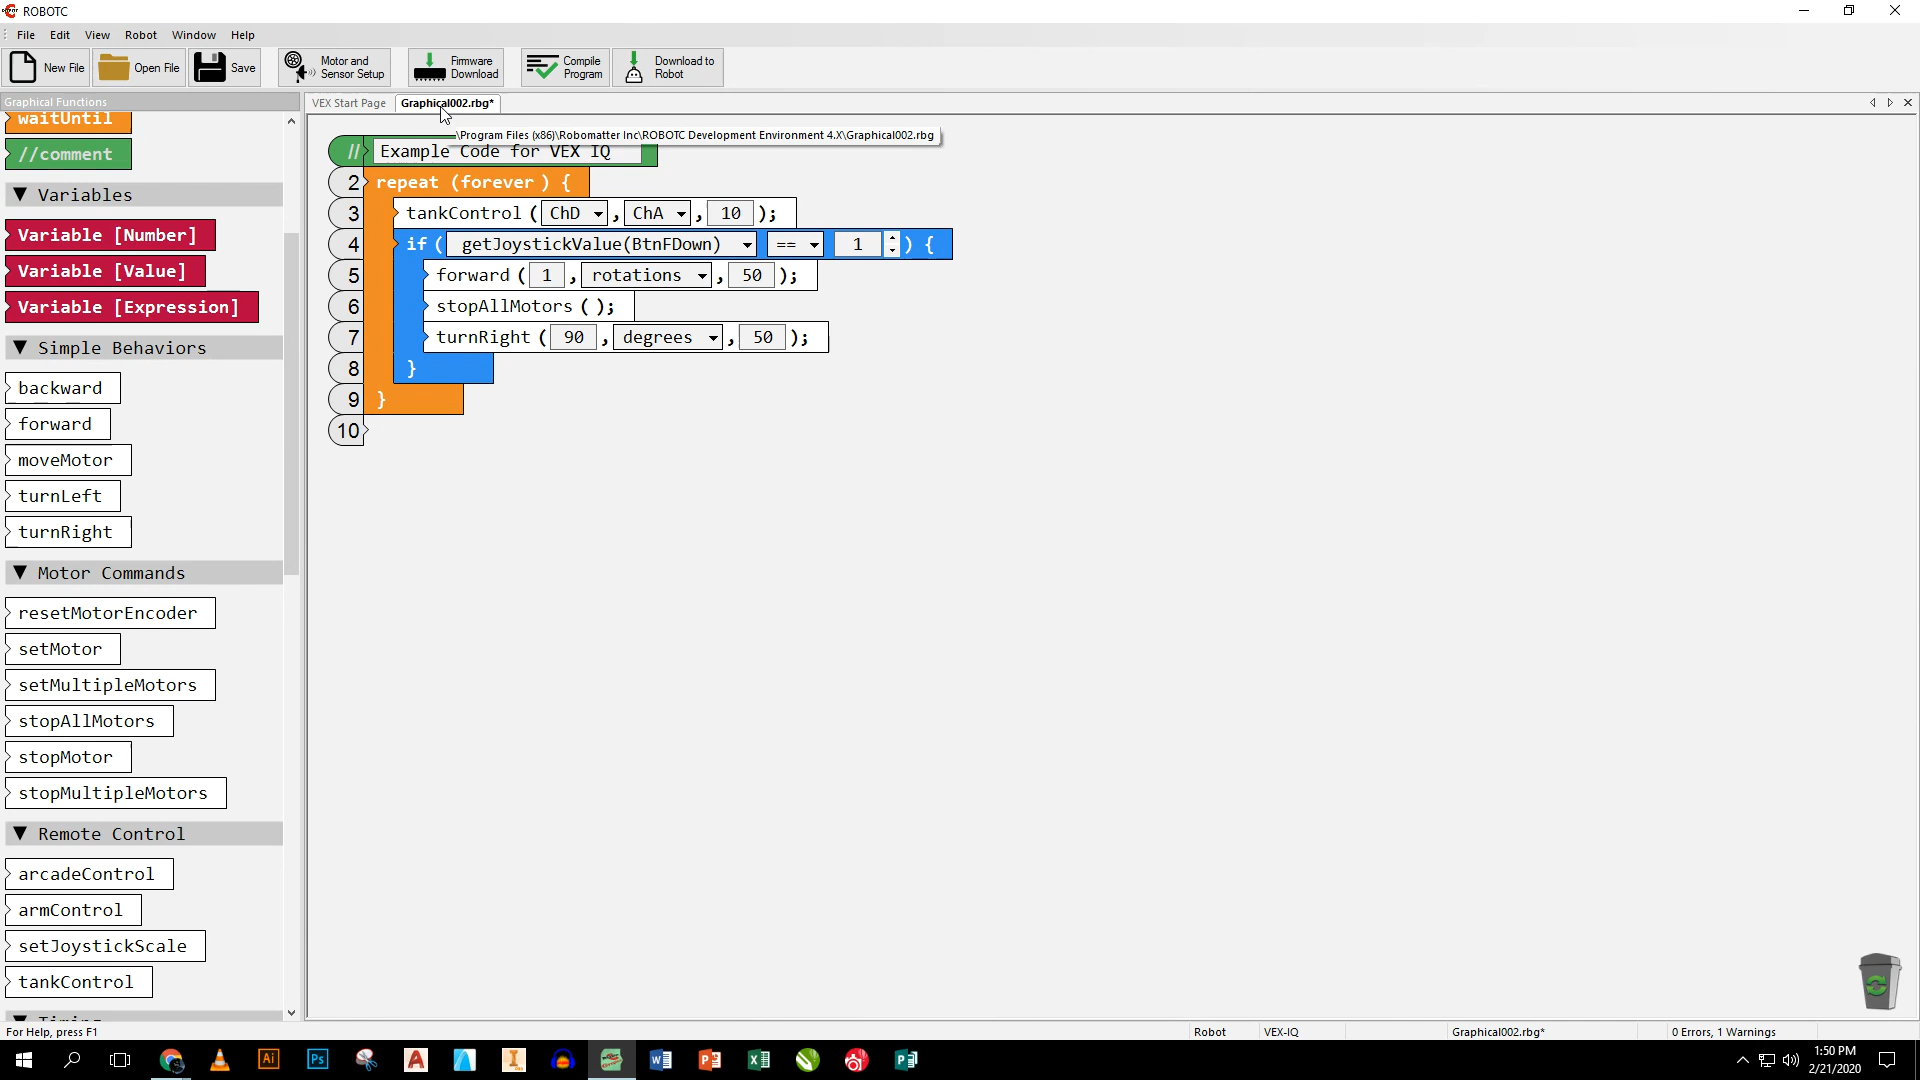 ROBOTC
File Edit View Robot Window Help
New File Open File Save Motor and Sensor Setup Firmware Download Compile Program Download to Robot
Graphical Functions
waitUntil
//comment
▼ Variables
Variable [Number]
Variable [Value]
Variable [Expression]
▼ Simple Behaviors
backward
forward
moveMotor
turnLeft
turnRight
▼ Motor Commands
resetMotorEncoder
setMotor
setMultipleMotors
stopAllMotors
stopMotor
stopMultipleMotors
▼ Remote Control
arcadeControl
armControl
setJoystickScale
tankControl
▼ Timing
VEX Start Page Graphical002.rbg*
\Program Files (x86)\Robomatter Inc\ROBOTC Development Environment 4.X\Graphical002.rbg
// Example Code for VEX IQ
2 repeat (forever ) {
3 tankControl ( ChD , ChA , 10 );
4 if ( getJoystickValue(BtnFDown) == 1 ) {
5 forward ( 1 , rotations , 50 );
6 stopAllMotors ( );
7 turnRight ( 90 , degrees , 50 );
8 }
9 }
10
For Help, press F1 Robot VEX-IQ Graphical002.rbg* 0 Errors, 1 Warnings
Ai Ps 1:50 PM
2/21/2020